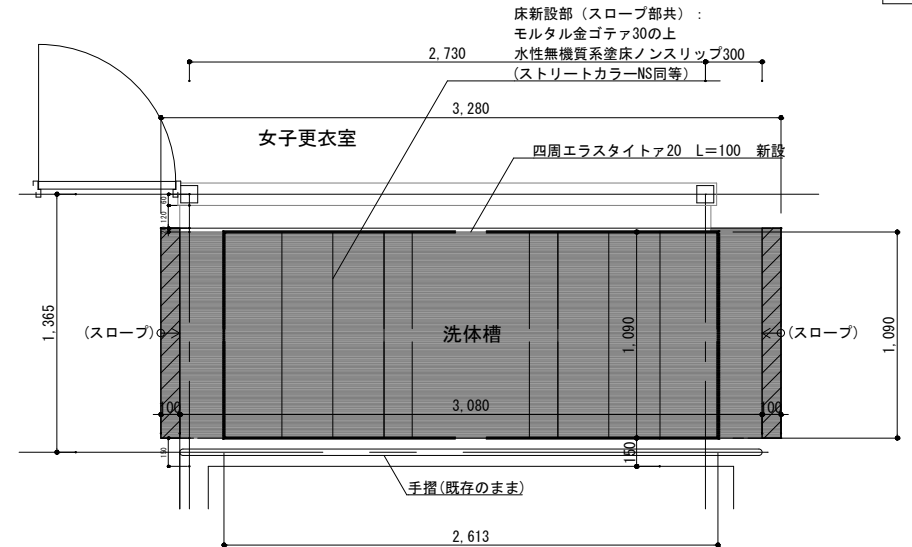 床新設部（スロープ部共）：
モルタル金ゴテァ30の上
水性無機質系塗床ノンスリップ300
(ストリートカラーNS同等)
2,730
3,280
女子更衣室
四周エラスタイトァ20 L=100 新設
60
120
1,365
(スロープ)
洗体槽
1,090
(スロープ)
1,090
100
3,080
100
150
手摺(既存のまま)
2,613